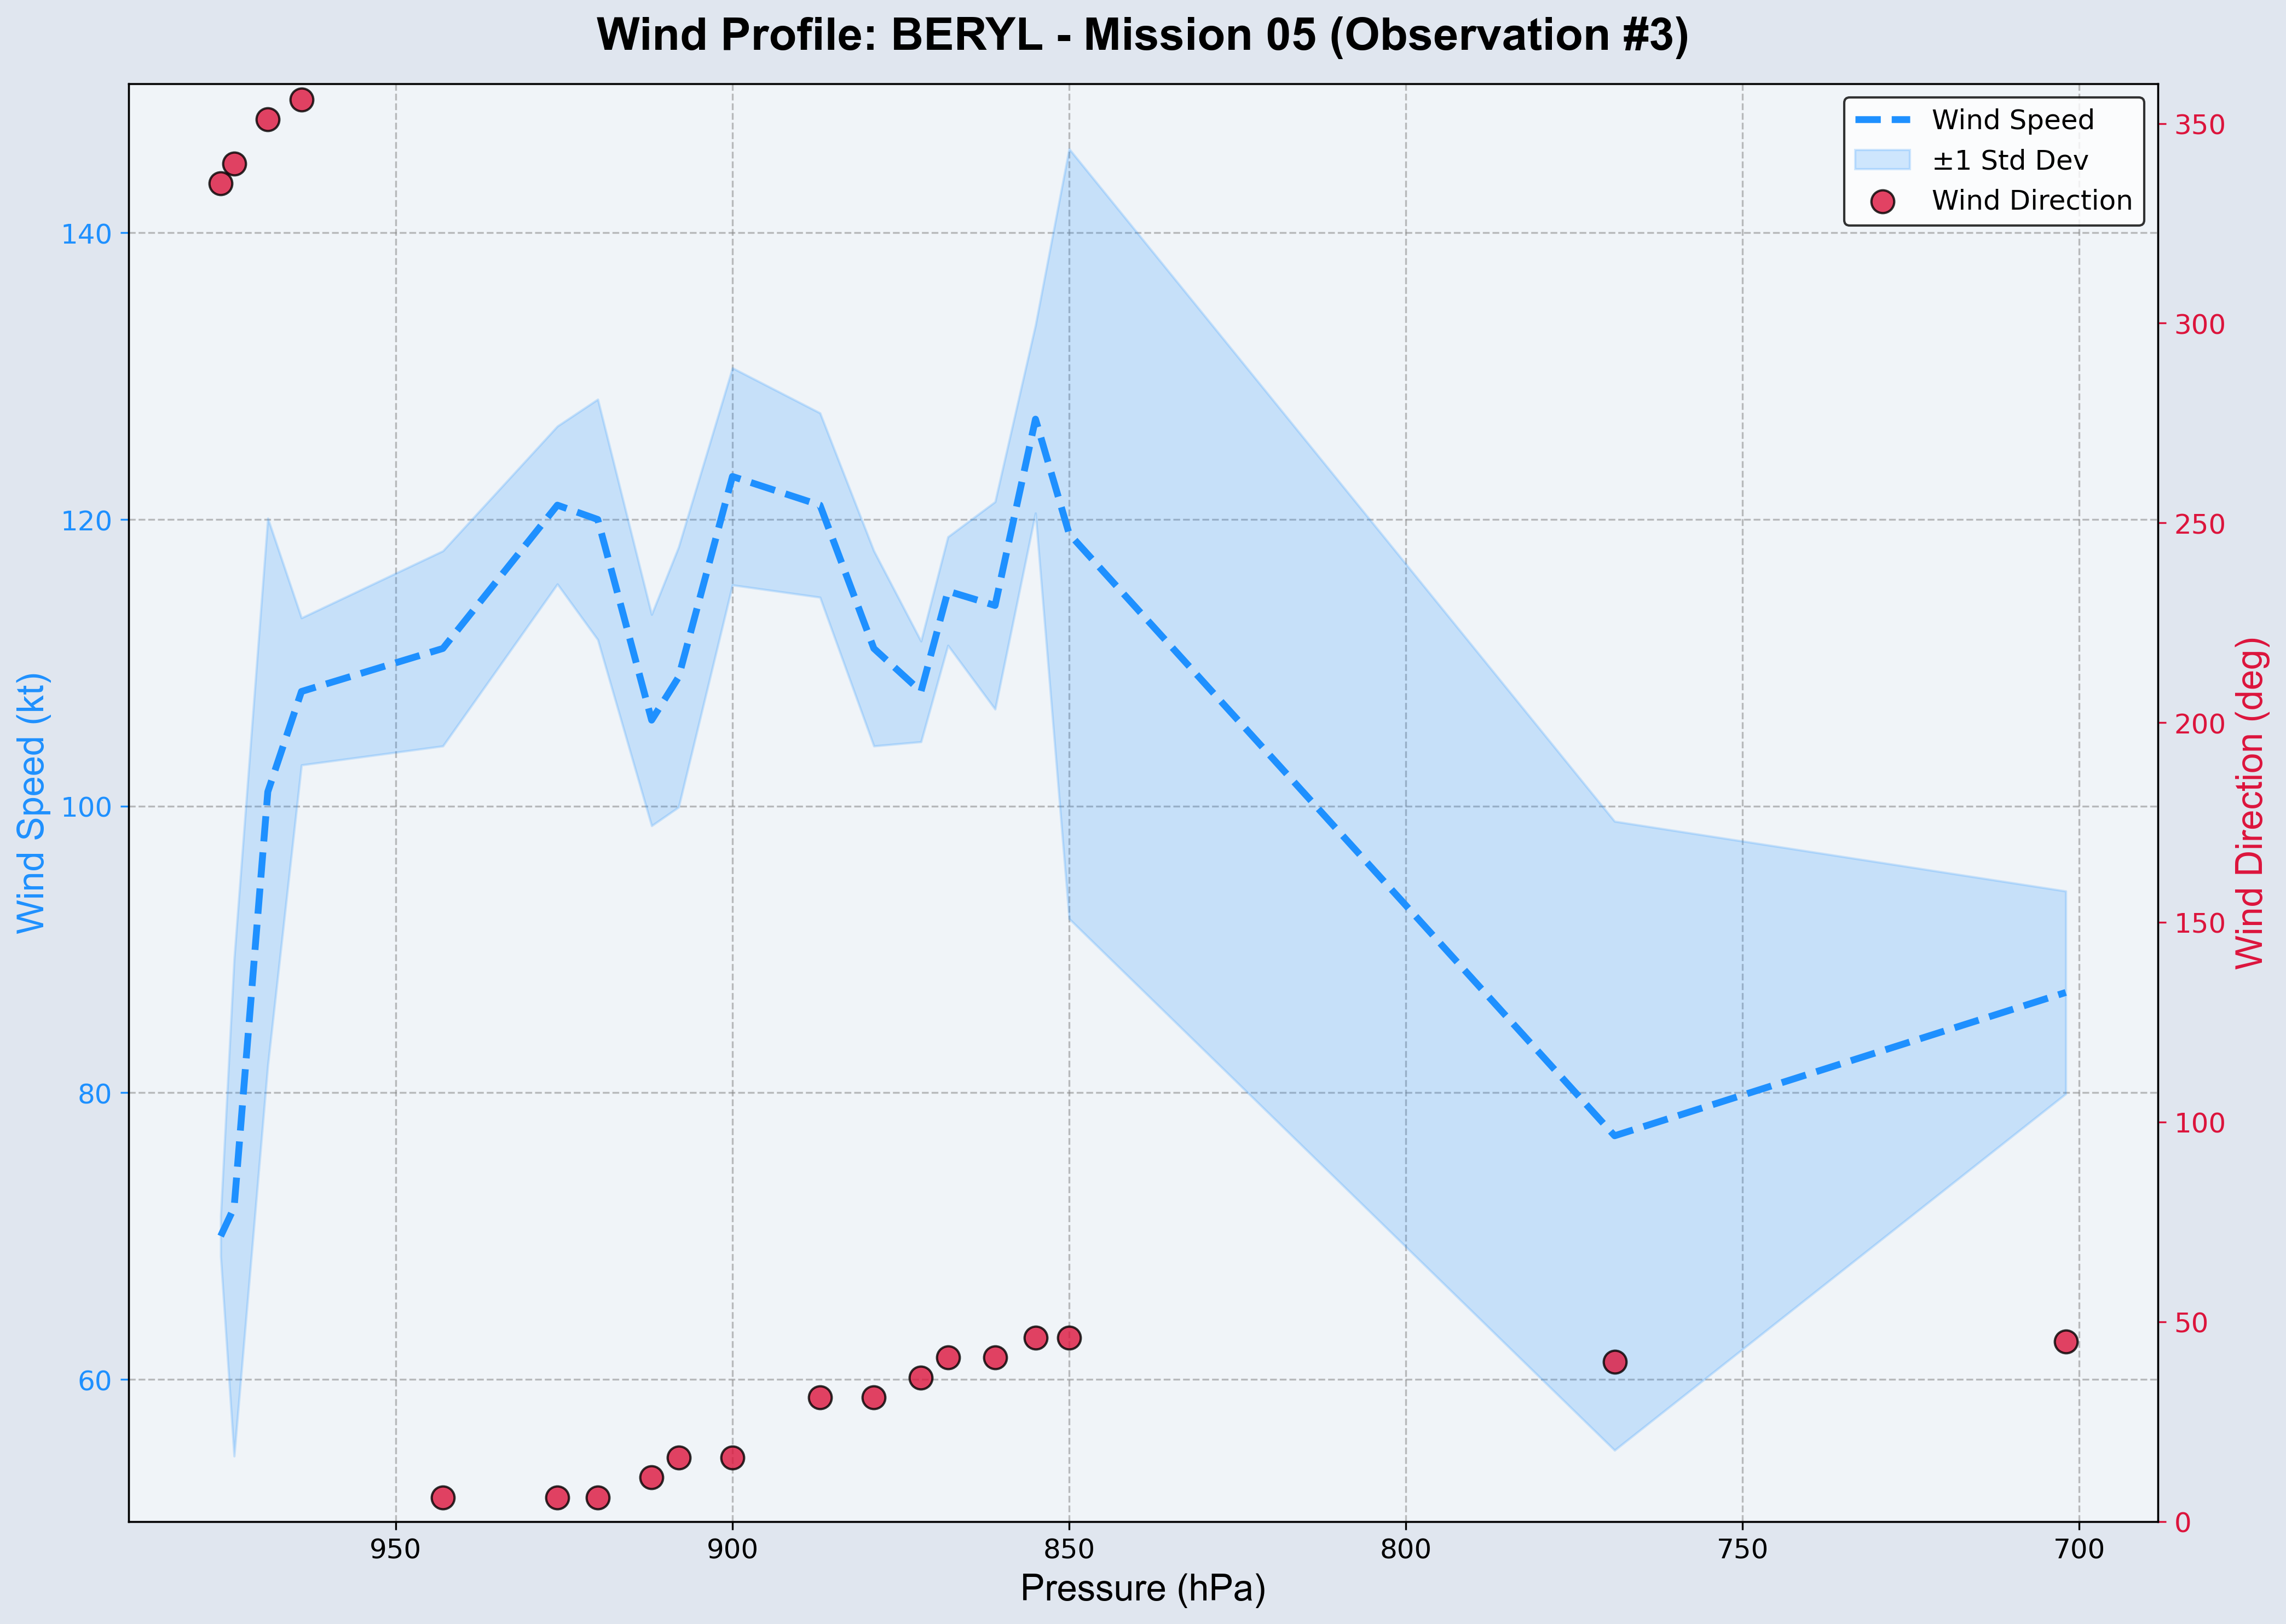 Wind Profile: BERYL - Mission 05 (Observation #3)
Wind Speed
±1 Std Dev
Wind Direction
Wind Speed (kt)
140
120
100
80
60
350
300
250
200
150
100
50
0
Wind Direction (deg)
950 900 850 800 750 700
Pressure (hPa)